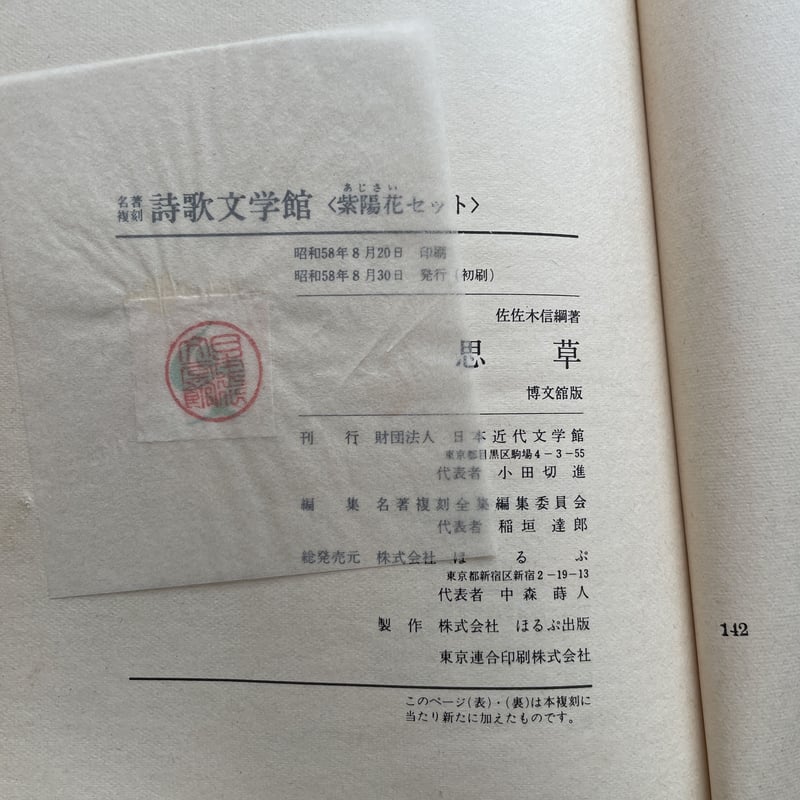 名著複刻 詩歌文学館〈紫陽花セット〉
あじさい
昭和58年8月20日 印刷
昭和58年8月30日 発行(初刷)
佐佐木信綱著
思 草
博文舘版
刊 行 財団法人 日本近代文学館
東京都目黒区駒場4-3-55
代表者 小田切 進
編 集 名著複刻全集編集委員会
代表者 稲垣 達郎
総発売元 株式会社 ほるぷ
東京都新宿区新宿2-19-13
代表者 中森 蒔人
製 作 株式会社 ほるぷ出版
東京連合印刷株式会社
このページ(表)・(裏)は本複刻に
当たり新たに加えたものです。
142